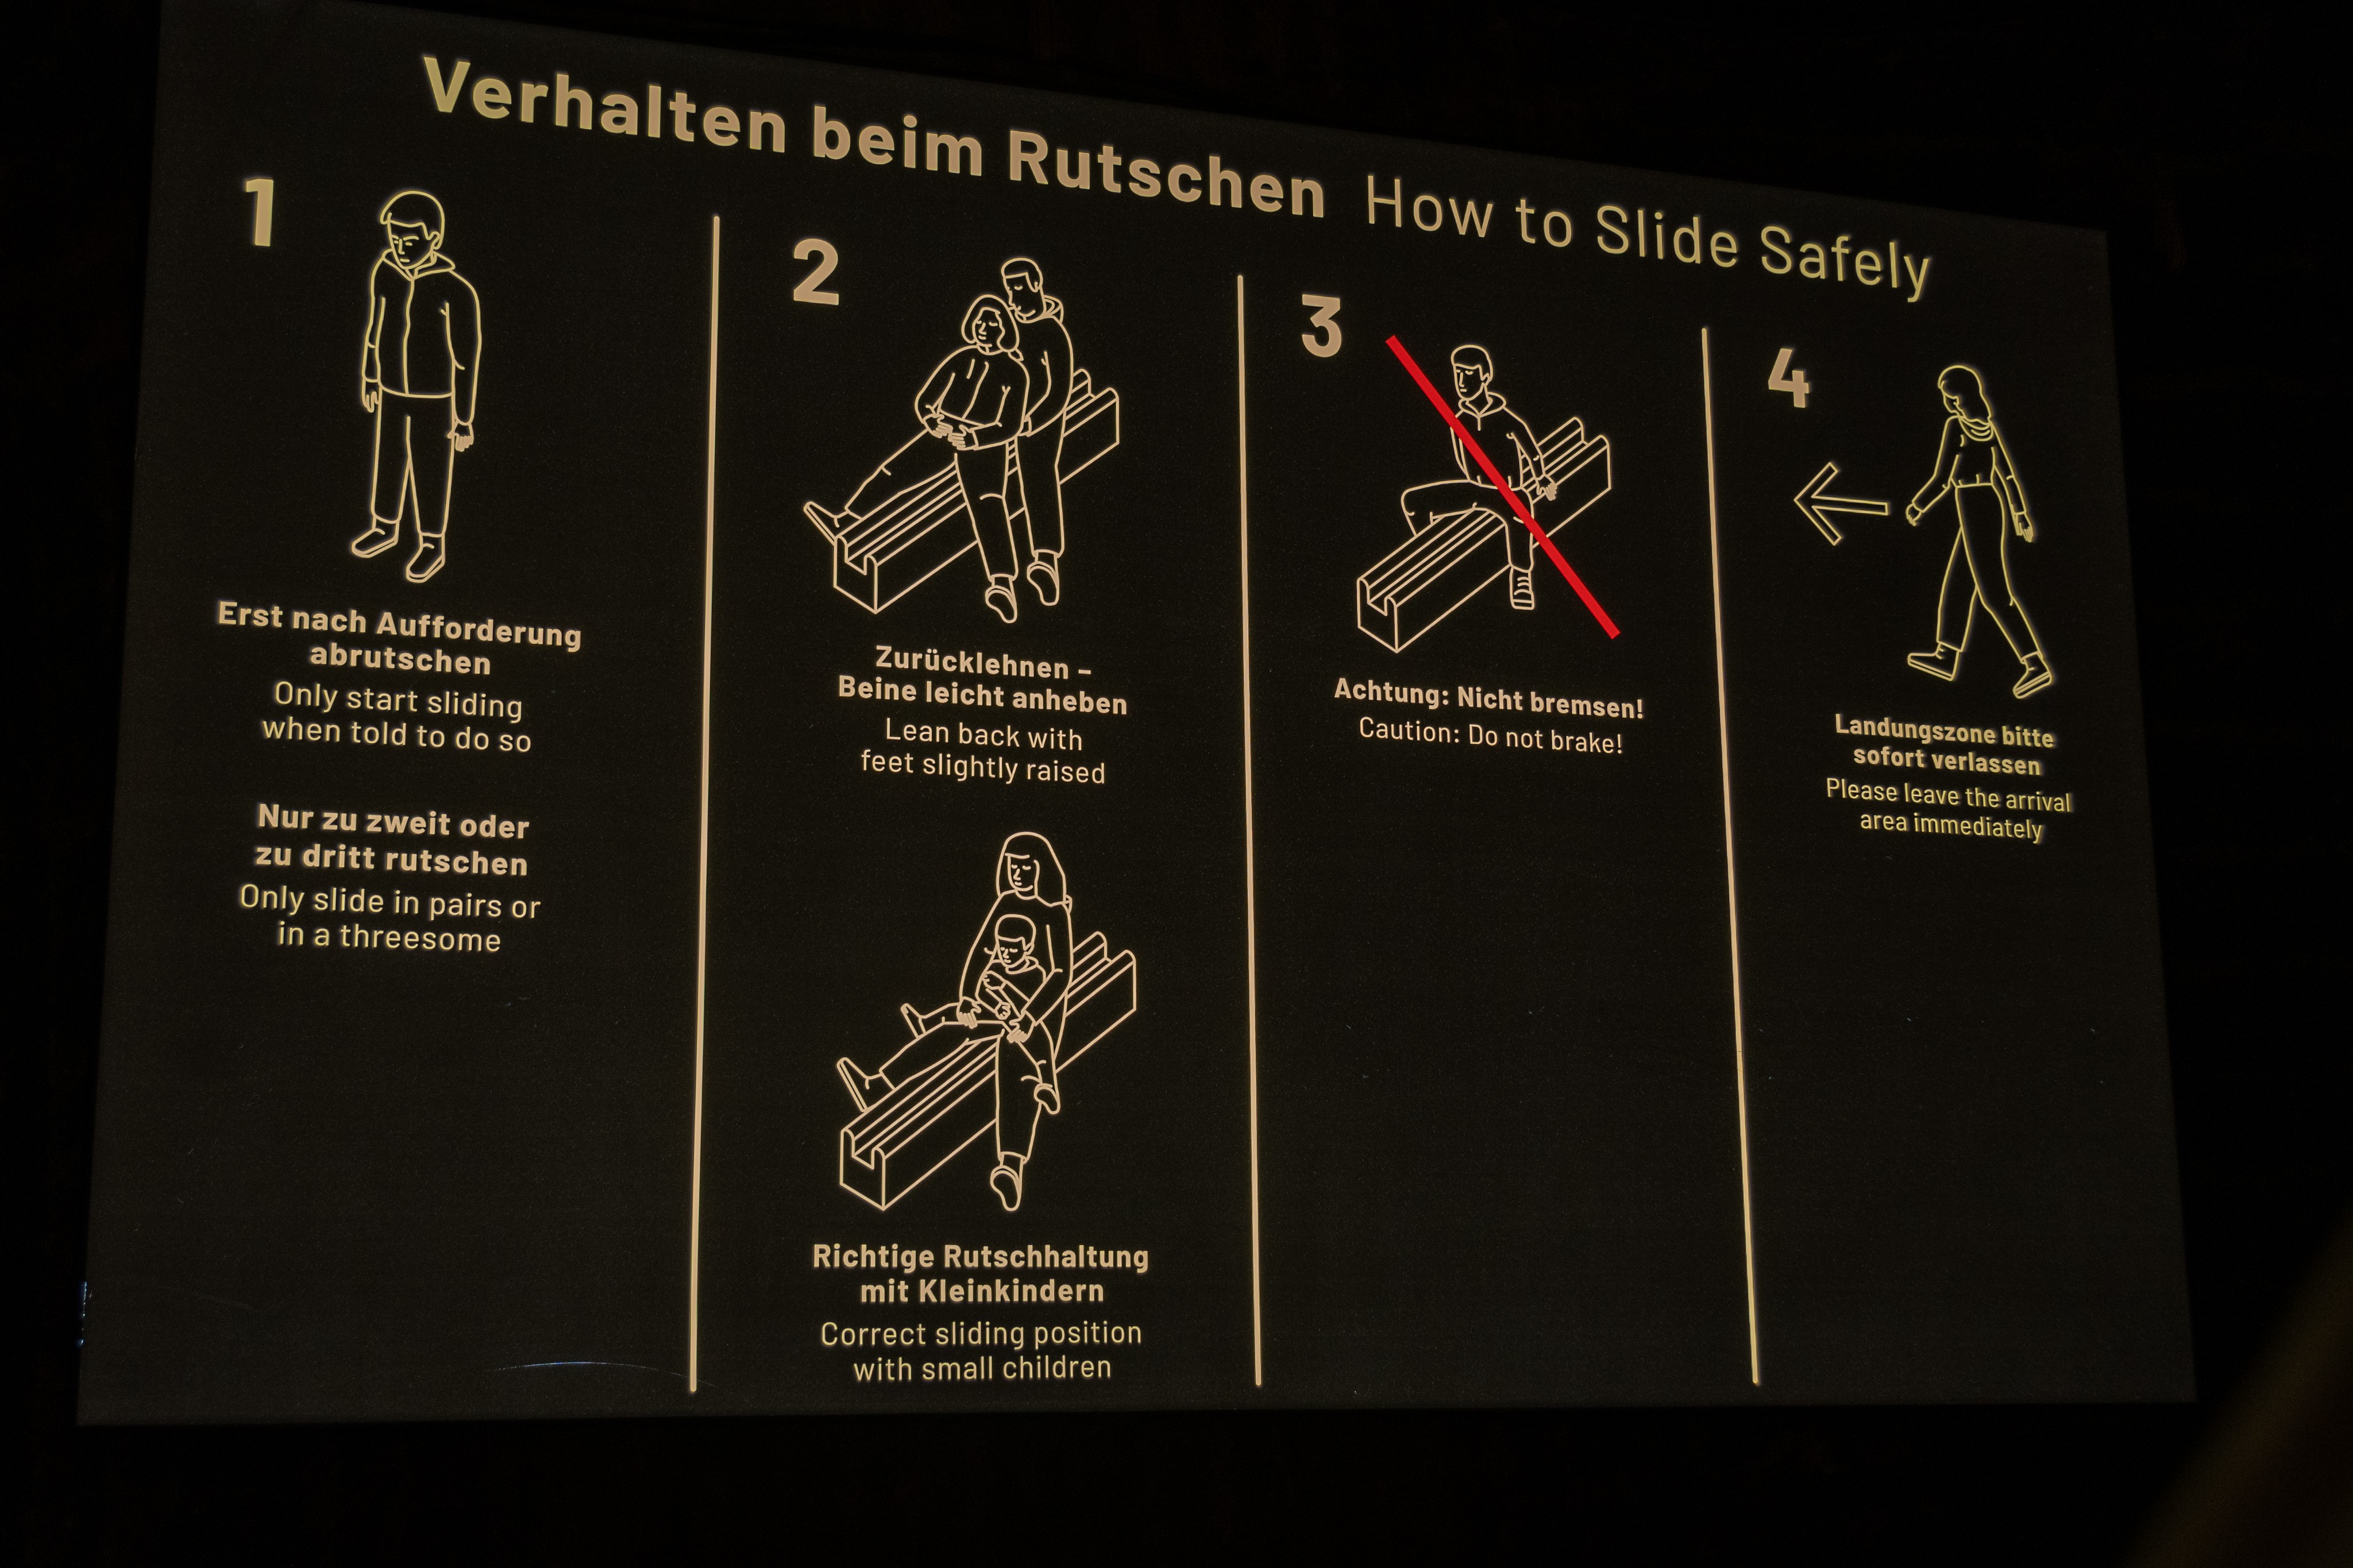 Verhalten beim Rutschen How to Slide Safely
1
Erst nach Aufforderung
abrutschen
Only start sliding
when told to do so
Nur zu zweit oder
zu dritt rutschen
Only slide in pairs or
in a threesome
2
Zurücklehnen –
Beine leicht anheben
Lean back with
feet slightly raised
Richtige Rutschhaltung
mit Kleinkindern
Correct sliding position
with small children
3
Achtung: Nicht bremsen!
Caution: Do not brake!
4
Landungszone bitte
sofort verlassen
Please leave the arrival
area immediately